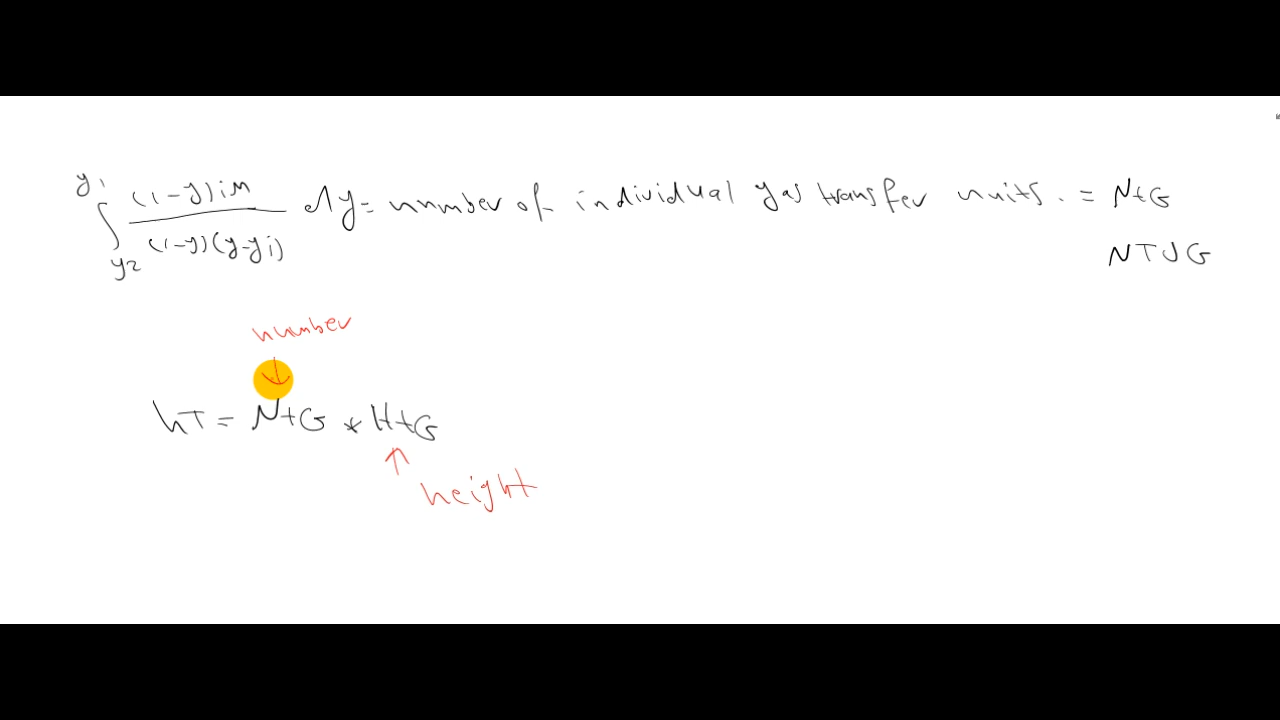 y1
∫ (1-y)iM / (1-y)(y-yi) dy = number of individual gas transfer units. = NtG
y2
NTUG
number
hT = NtG * HtG
height